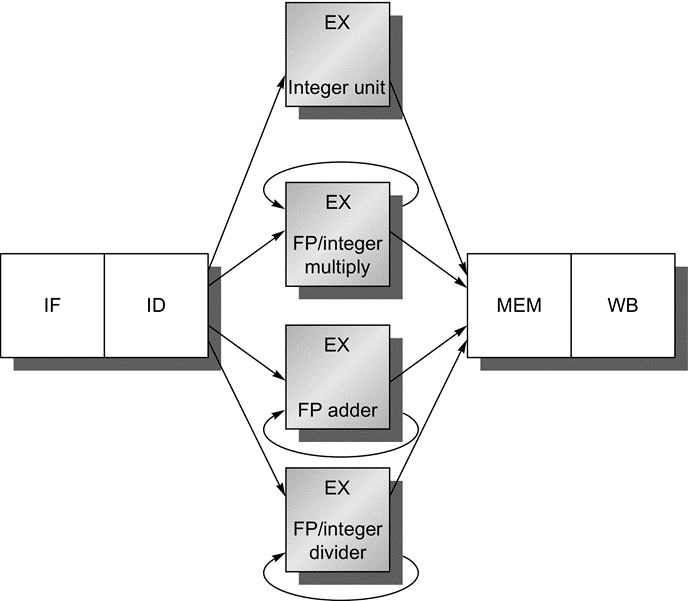 EX
Integer unit
EX
FP/integer
multiply
IF
ID
MEM
WB
EX
FP adder
EX
FP/integer
divider